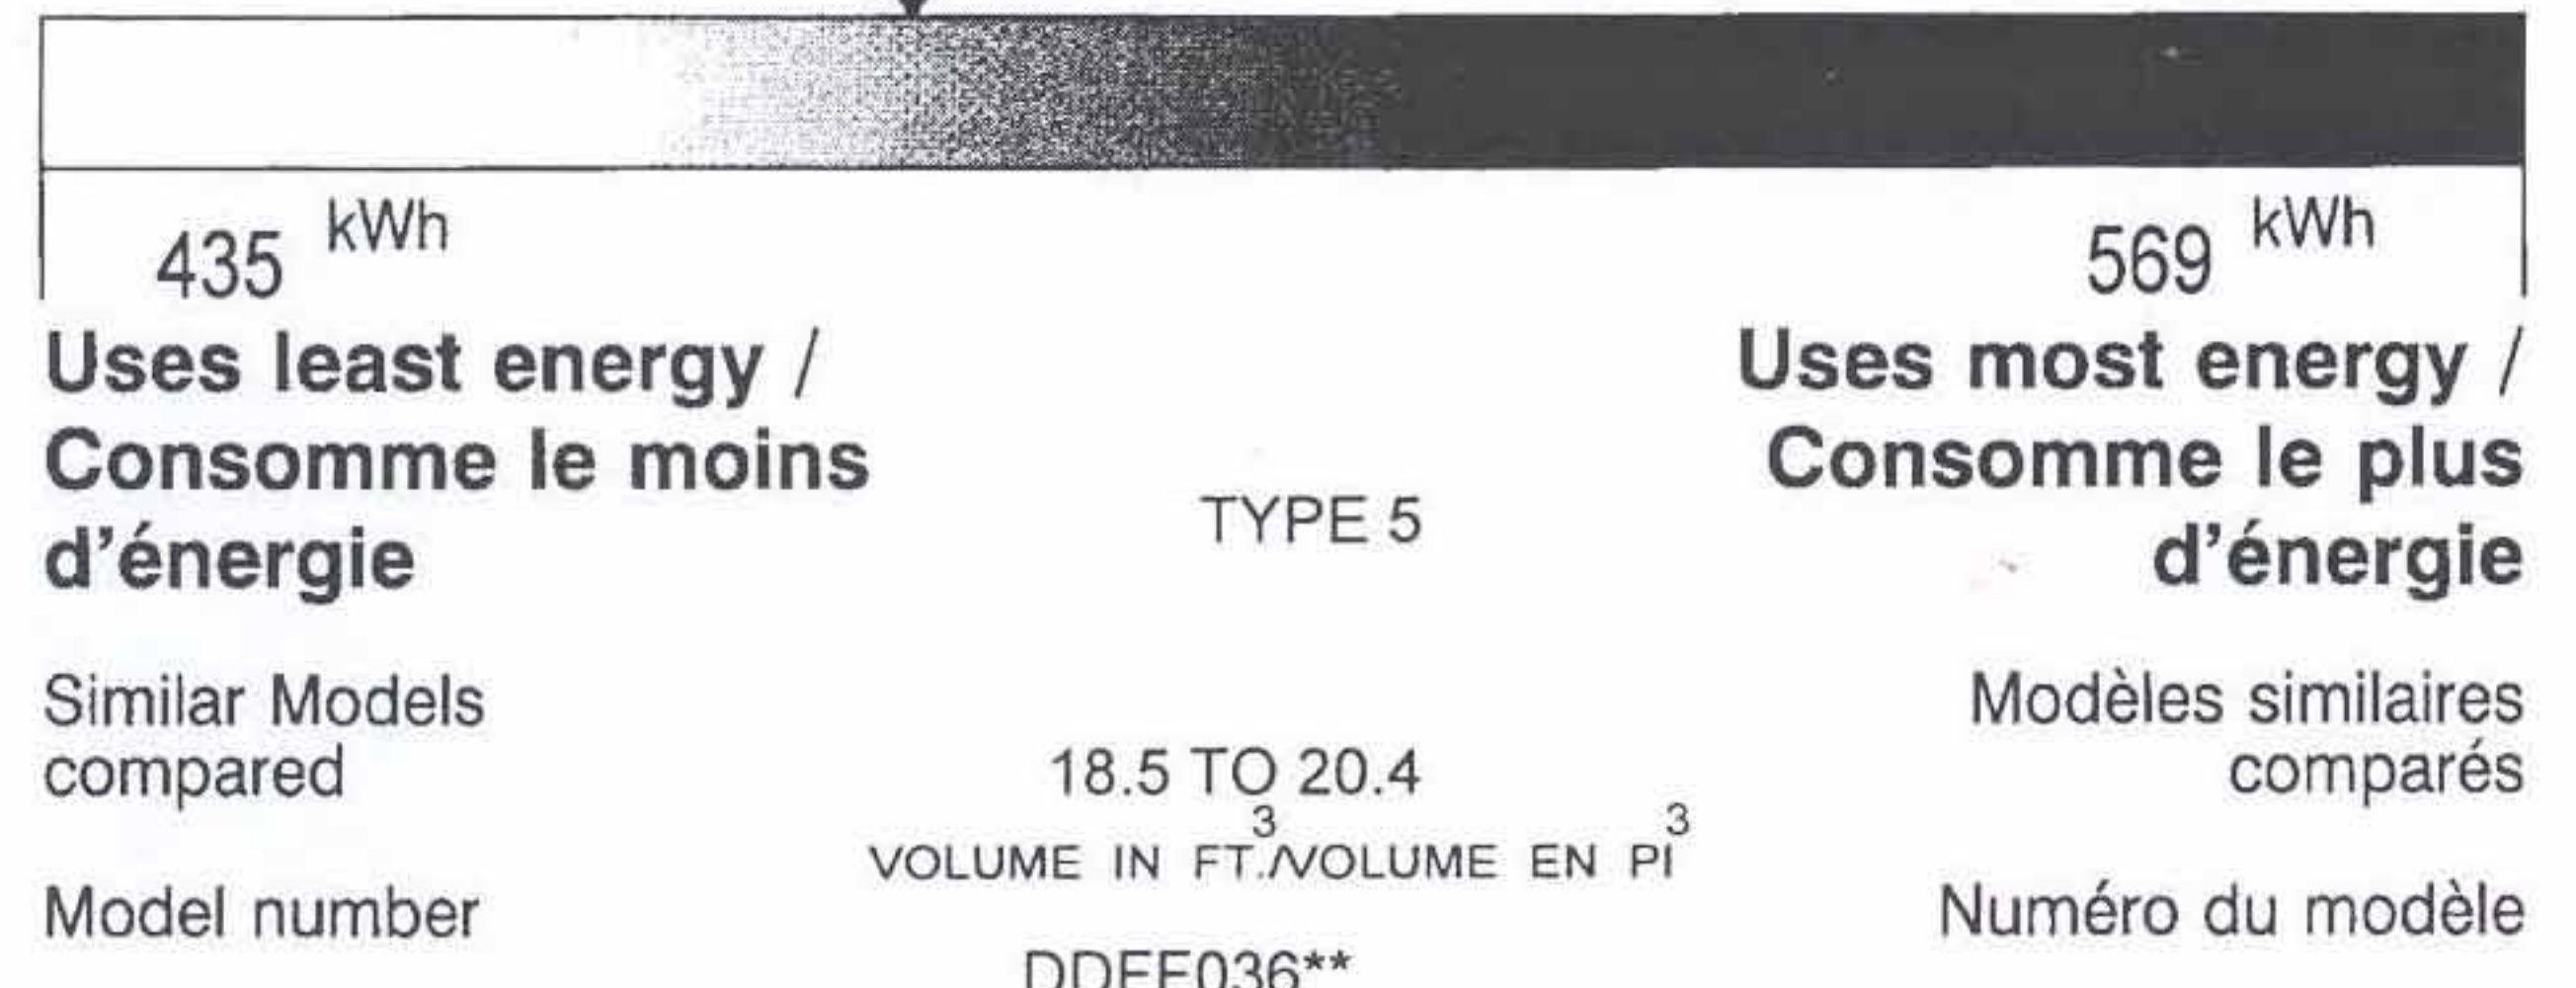 435 kWh
569 kWh
Uses least energy /
Consomme le moins
d'énergie
Uses most energy /
Consomme le plus
d'énergie
TYPE 5
Similar Models
compared
Modèles similaires
comparés
18.5 TO 20.4
VOLUME IN FT.³/VOLUME EN PI³
Model number
Numéro du modèle